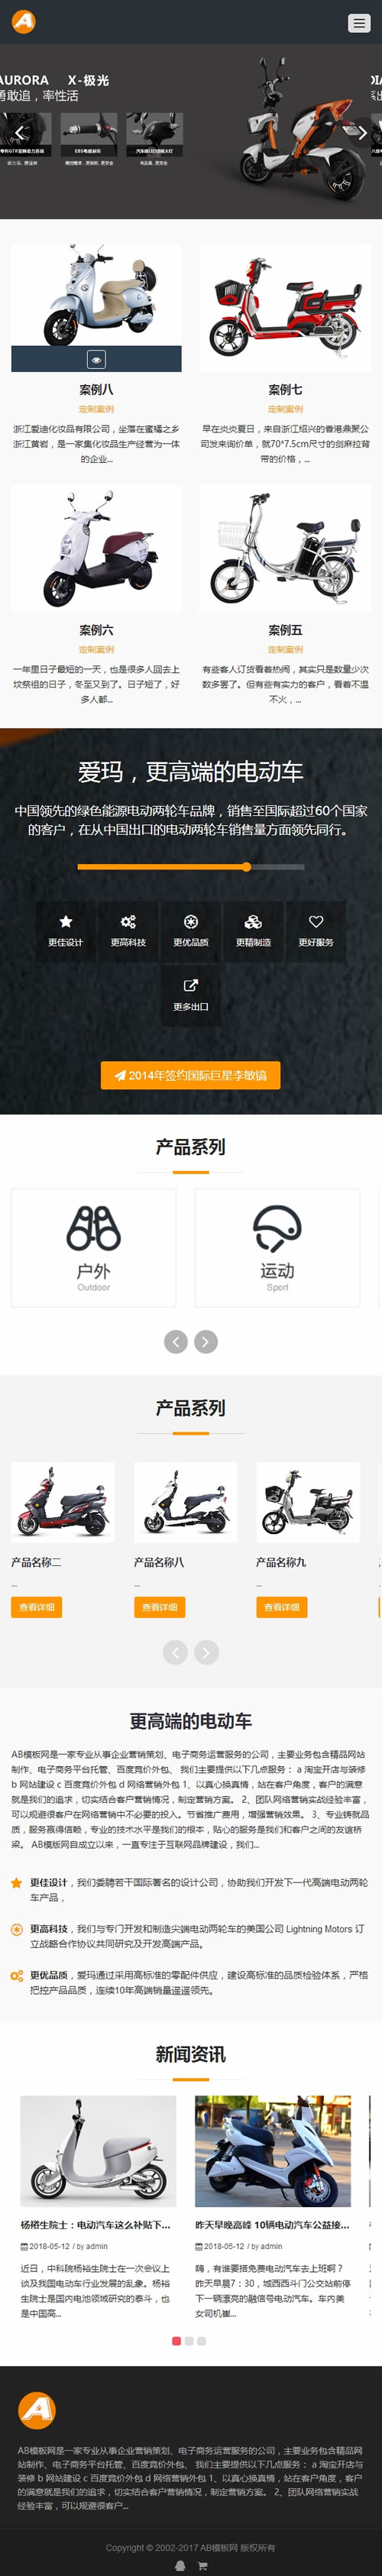 AURORA X-极光
勇敢追，率性活
EBS电磁刹车
案例八
定制案例
浙江爱迪化妆品有限公司，坐落在蜜橘之乡
浙江黄岩，是一家集化妆品生产经营为一体
的企业...
案例七
定制案例
早在炎炎夏日，来自浙江绍兴的香港鼎聚公
司发来询价单，就70*7.5cm尺寸的剑麻拉背
带的价格，...
案例六
定制案例
一年里日子最短的一天，也是很多人回去上
坟祭祖的日子，冬至又到了。日子短了，好
多人都...
案例五
定制案例
有些客人订货看着热闹，其实只是数量少次
数多罢了。但有些有实力的客户，看着不温
不火，...
爱玛，更高端的电动车
中国领先的绿色能源电动两轮车品牌，销售至国际超过60个国家
的客户，在从中国出口的电动两轮车销售量方面领先同行。
更佳设计
更高科技
更优品质
更精制造
更好服务
更多出口
2014年签约国际巨星李敏镐
产品系列
户外
Outdoor
运动
Sport
产品系列
产品名称二
...
查看详细
产品名称八
...
查看详细
产品名称九
...
查看详细
更高端的电动车
AB模板网是一家专业从事企业营销策划、电子商务运营服务的公司，主要业务包含精品网站
制作、电子商务平台托管、百度竞价外包、 我们主要提供以下几点服务： a 淘宝开店与装修
b 网站建设 c 百度竞价外包 d 网络营销外包 1、以真心换真情，站在客户角度，客户的满意
就是我们的追求，切实结合客户营销情况，制定营销方案。 2、团队网络营销实战经验丰富，
可以规避很客户在网络营销中不必要的投入。节省推广费用，增强营销效果。 3、专业铸就品
质，服务赢得信赖，专业的技术水平是我们的根本，贴心的服务是我们和客户之间的友谊桥
梁。 AB模版网自成立以来，一直专注于互联网品牌建设，我们...
更佳设计，我们委聘若干国际著名的设计公司，协助我们开发下一代高端电动两轮
车产品，
更高科技，我们与专门开发和制造尖端电动两轮车的美国公司 Lightning Motors 订
立战略合作协议共同研究及开发高端产品。
更优品质，爱玛通过采用高标准的零配件供应，建设高标准的品质检验体系，严格
把控产品品质，连续10年高端销量遥遥领先。
新闻资讯
杨裕生院士：电动汽车这么补贴下...
2018-05-12 / by admin
近日，中科院杨裕生院士在一次会议上
谈及我国电动车行业发展的乱象。杨裕
生院士是国内电池领域研究的泰斗，也
是中国高...
昨天早晚高峰 10辆电动汽车公益接...
2018-05-12 / by admin
嗨，有谁要搭免费电动汽车去上班啊？
昨天早晨7：30，城西西斗门公交站前停
下一辆漂亮的融信号电动汽车。车内美
女司机崔...
AB模板网是一家专业从事企业营销策划、电子商务运营服务的公司，主要业务包含精品网
站制作、电子商务平台托管、百度竞价外包、 我们主要提供以下几点服务： a 淘宝开店与
装修 b 网站建设 c 百度竞价外包 d 网络营销外包 1、以真心换真情，站在客户角度，客户
的满意就是我们的追求，切实结合客户营销情况，制定营销方案。 2、团队网络营销实战
经验丰富，可以规避很客户...
Copyright © 2002-2017 AB模板网 版权所有